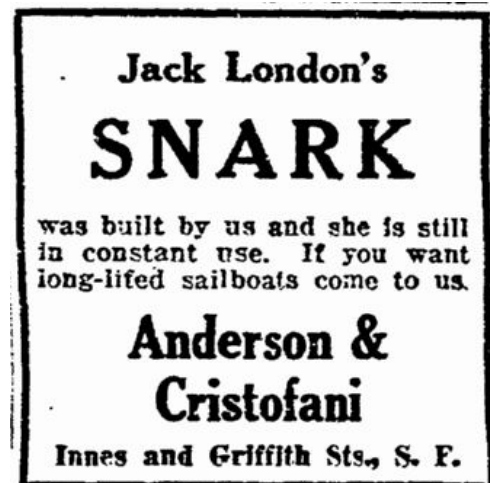 Jack London's
SNARK
was built by us and she is still
in constant use. If you want
long-lifed sailboats come to us.
Anderson &
Cristofani
Innes and Griffith Sts., S. F.